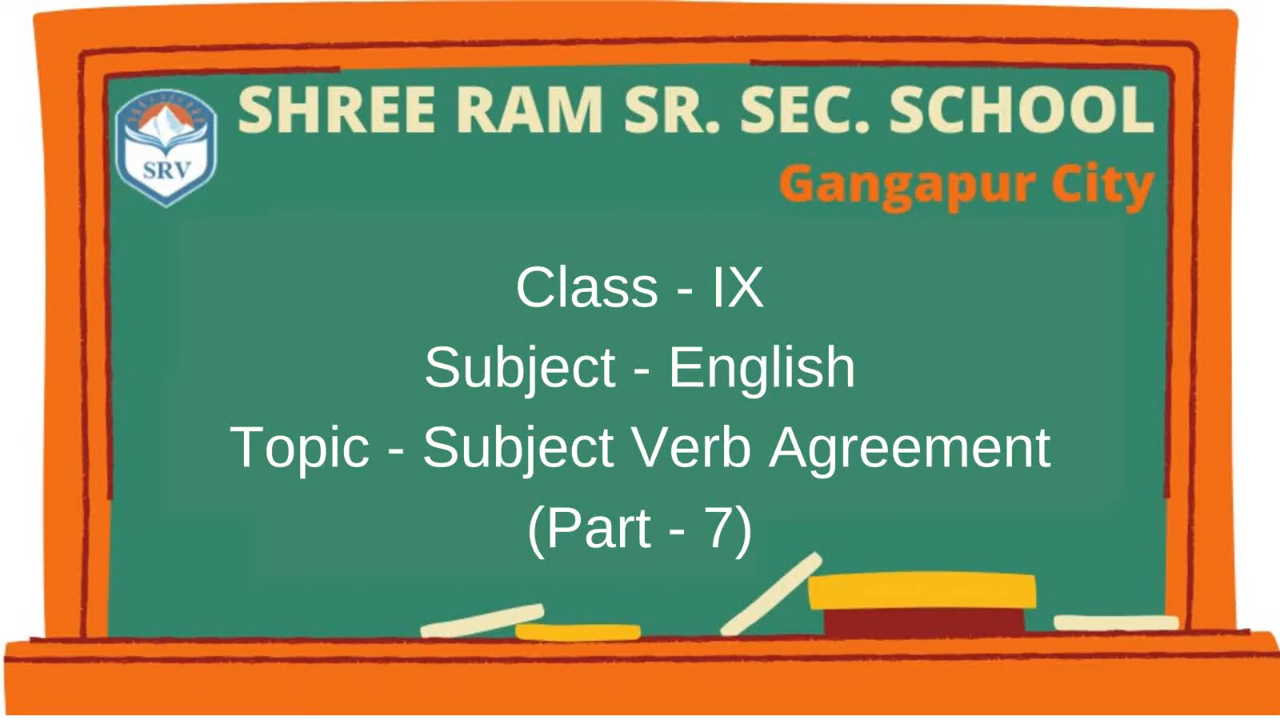 SHREE RAM SR. SEC. SCHOOL
SRV
Gangapur City
Class - IX
Subject - English
Topic - Subject Verb Agreement
(Part - 7)